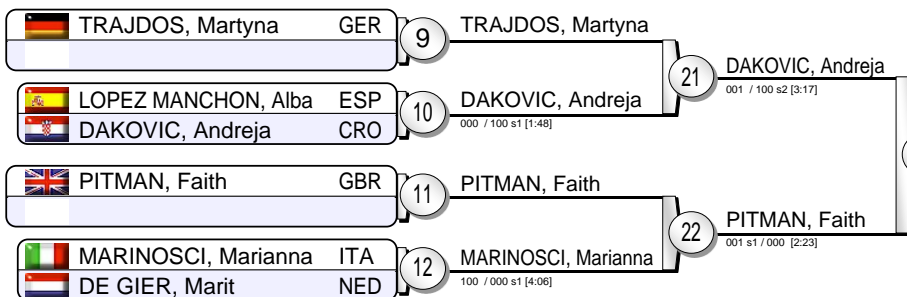 TRAJDOS, Martyna GER
9
TRAJDOS, Martyna
LOPEZ MANCHON, Alba ESP
DAKOVIC, Andreja CRO
10
DAKOVIC, Andreja
000 / 100 s1 [1:48]
21
DAKOVIC, Andreja
001 / 100 s2 [3:17]
PITMAN, Faith GBR
11
PITMAN, Faith
MARINOSCI, Marianna ITA
DE GIER, Marit NED
12
MARINOSCI, Marianna
100 / 000 s1 [4:06]
22
PITMAN, Faith
001 s1 / 000 [2:23]